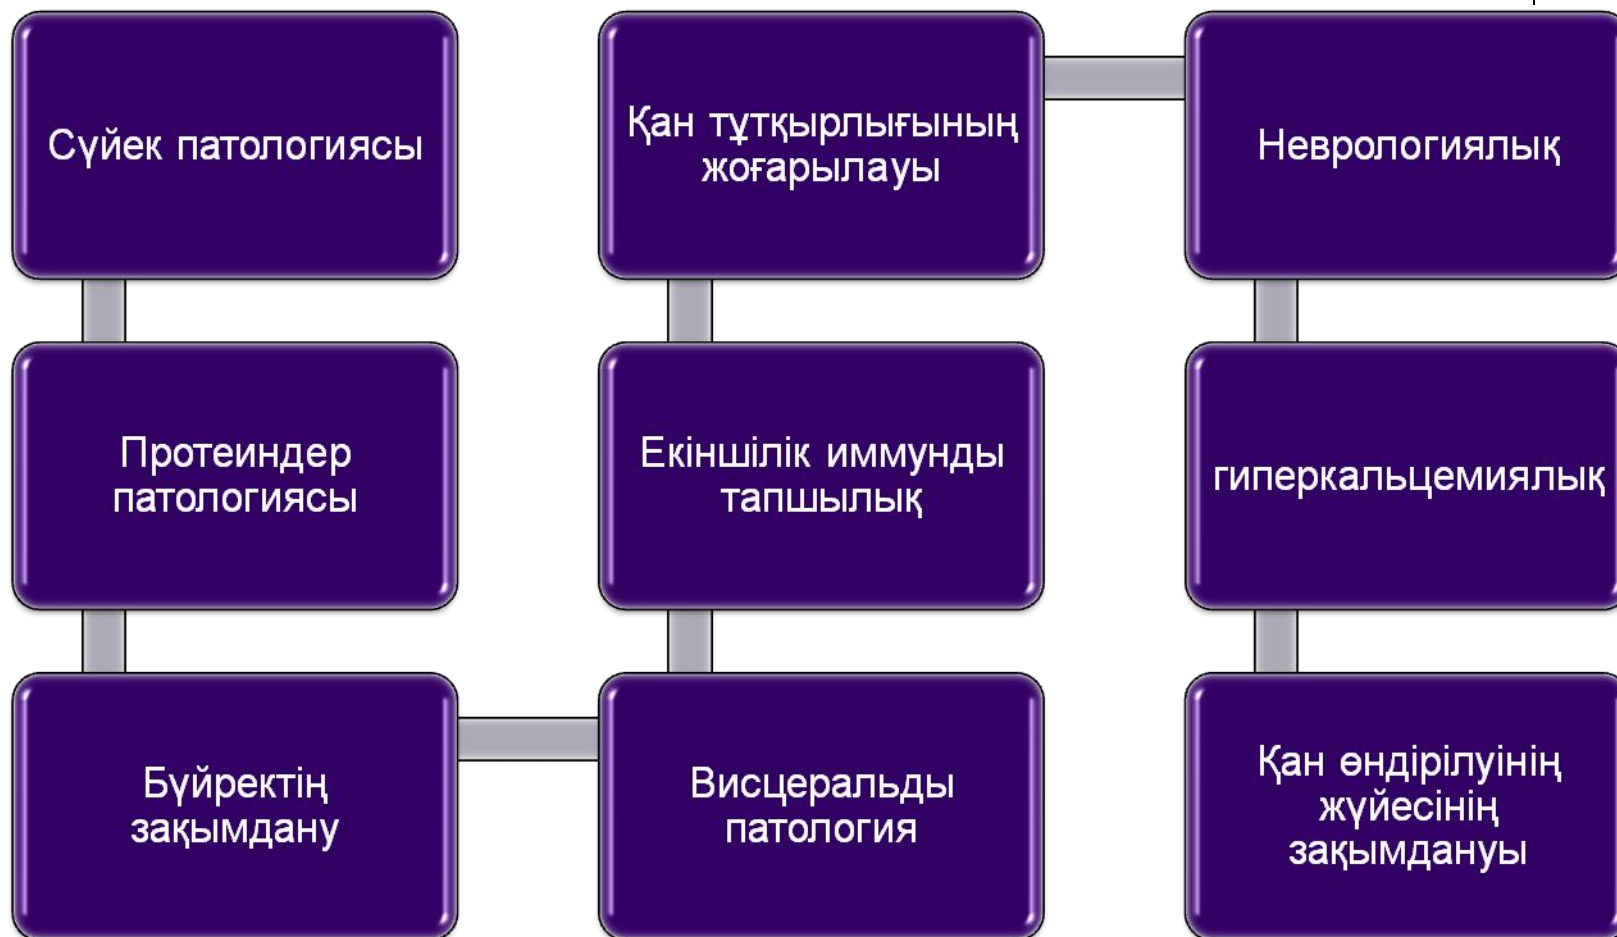 Сүйек патологиясы
Протеиндер
патологиясы
Бүйректің
зақымдану
Висцеральды
патология
Екіншілік иммунды
тапшылық
Қан тұтқырлығының
жоғарылауы
Неврологиялық
гиперкальцемиялық
Қан өндірілуінің
жүйесінің
зақымдануы